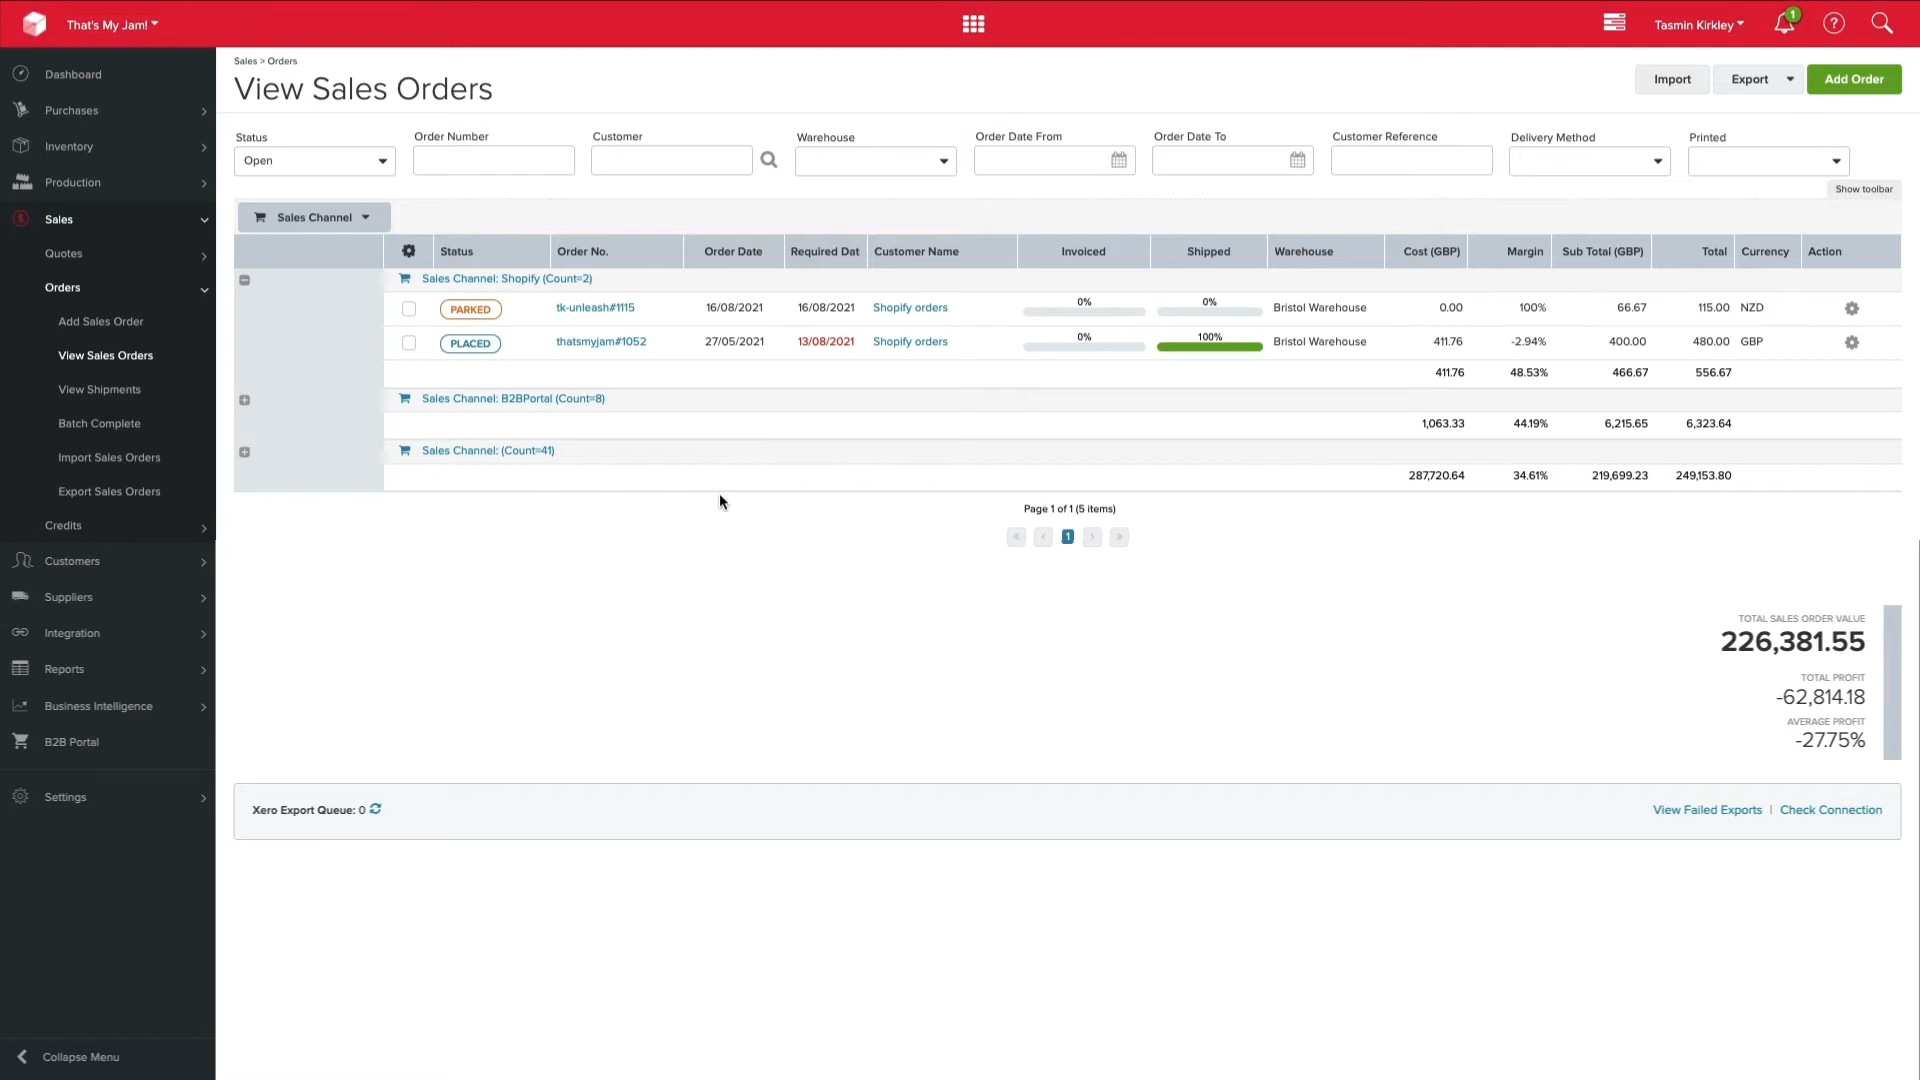 That's My Jam!
Tasmin Kirkley
1
?
Dashboard
Purchases
Inventory
Production
Sales
Quotes
Orders
Add Sales Order
View Sales Orders
View Shipments
Batch Complete
Import Sales Orders
Export Sales Orders
Credits
Customers
Suppliers
Integration
Reports
Business Intelligence
B2B Portal
Settings
Collapse Menu
Sales > Orders
View Sales Orders
Import
Export
Add Order
Status Order Number Customer Warehouse Order Date From Order Date To Customer Reference Delivery Method Printed
Open
Show toolbar
Sales Channel
Status Order No. Order Date Required Dat Customer Name Invoiced Shipped Warehouse Cost (GBP) Margin Sub Total (GBP) Total Currency Action
Sales Channel: Shopify (Count=2)
PARKED tk-unleash#1115 16/08/2021 16/08/2021 Shopify orders 0% 0% Bristol Warehouse 0.00 100% 66.67 115.00 NZD
PLACED thatsmyjam#1052 27/05/2021 13/08/2021 Shopify orders 0% 100% Bristol Warehouse 411.76 -2.94% 400.00 480.00 GBP
411.76 48.53% 466.67 556.67
Sales Channel: B2BPortal (Count=8)
1,063.33 44.19% 6,215.65 6,323.64
Sales Channel: (Count=41)
287,720.64 34.61% 219,699.23 249,153.80
Page 1 of 1 (5 items)
« ‹ 1 › »
TOTAL SALES ORDER VALUE
226,381.55
TOTAL PROFIT
-62,814.18
AVERAGE PROFIT
-27.75%
Xero Export Queue: 0
View Failed Exports | Check Connection